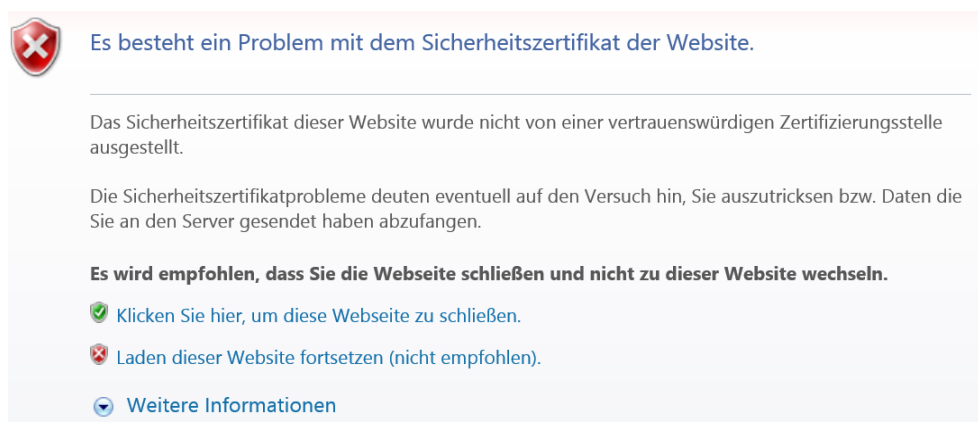 Es besteht ein Problem mit dem Sicherheitszertifikat der Website.
Das Sicherheitszertifikat dieser Website wurde nicht von einer vertrauenswürdigen Zertifizierungsstelle
ausgestellt.
Die Sicherheitszertifikatprobleme deuten eventuell auf den Versuch hin, Sie auszutricksen bzw. Daten die
Sie an den Server gesendet haben abzufangen.
Es wird empfohlen, dass Sie die Webseite schließen und nicht zu dieser Website wechseln.
Klicken Sie hier, um diese Webseite zu schließen.
Laden dieser Website fortsetzen (nicht empfohlen).
Weitere Informationen